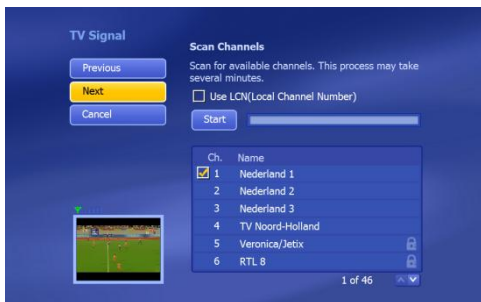 TV Signal
Scan Channels
Previous
Scan for available channels. This process may take
several minutes.
Next
Use LCN(Local Channel Number)
Cancel
Start
Ch. Name
1 Nederland 1
2 Nederland 2
3 Nederland 3
4 TV Noord-Holland
5 Veronica/Jetix
6 RTL 8
1 of 46